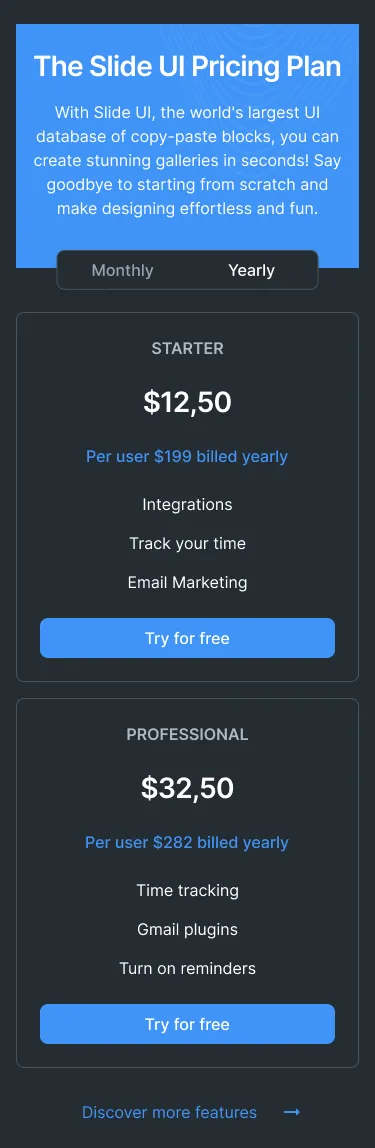 The Slide UI Pricing Plan
With Slide UI, the world's largest UI
database of copy-paste blocks, you can
create stunning galleries in seconds! Say
goodbye to starting from scratch and
make designing effortless and fun.
Monthly
Yearly
STARTER
$12,50
Per user $199 billed yearly
Integrations
Track your time
Email Marketing
Try for free
PROFESSIONAL
$32,50
Per user $282 billed yearly
Time tracking
Gmail plugins
Turn on reminders
Try for free
Discover more features →